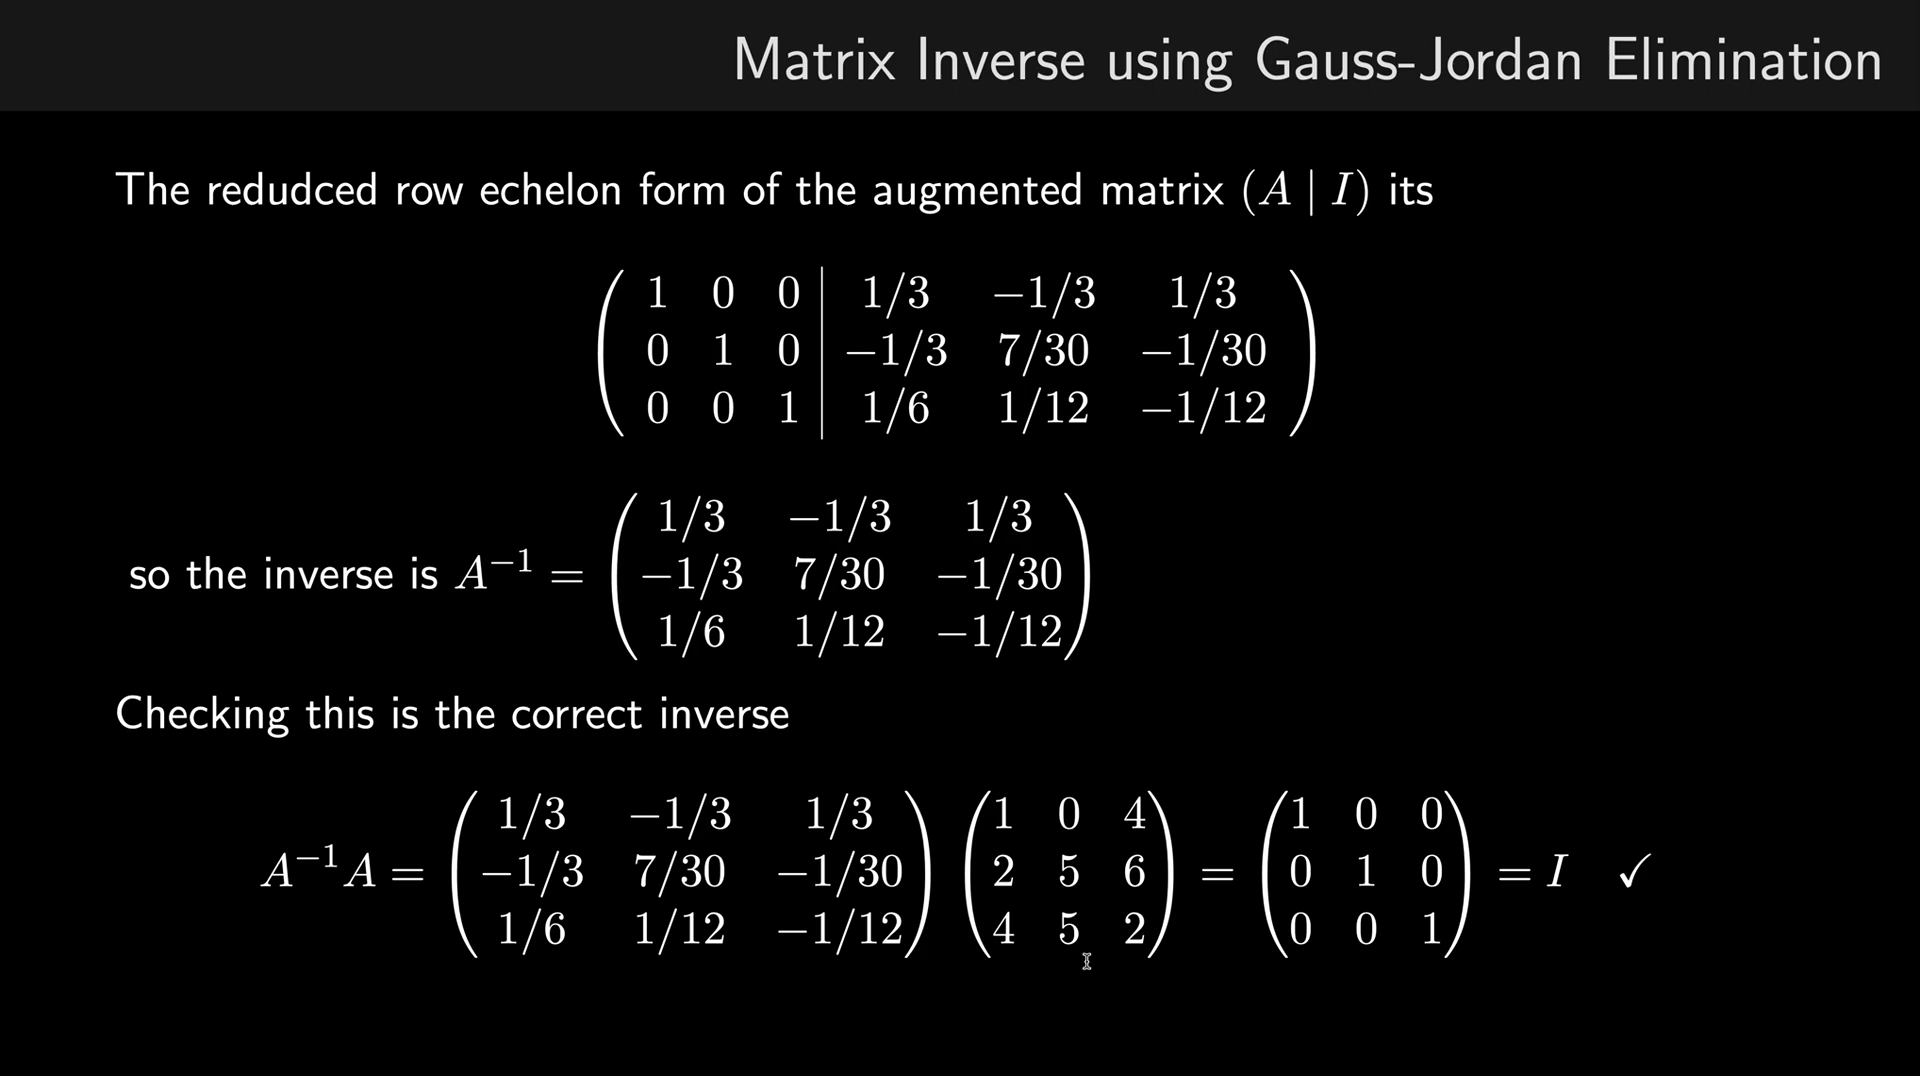 Matrix Inverse using Gauss-Jordan Elimination
The redudced row echelon form of the augmented matrix (A | I) its
1 0 0 | 1/3 −1/3 1/3
0 1 0 | −1/3 7/30 −1/30
0 0 1 | 1/6 1/12 −1/12
1/3 −1/3 1/3
so the inverse is A⁻¹ = −1/3 7/30 −1/30
1/6 1/12 −1/12
Checking this is the correct inverse
1/3 −1/3 1/3 1 0 4 1 0 0
A⁻¹A = −1/3 7/30 −1/30 2 5 6 = 0 1 0 = I ✓
1/6 1/12 −1/12 4 5 2 0 0 1